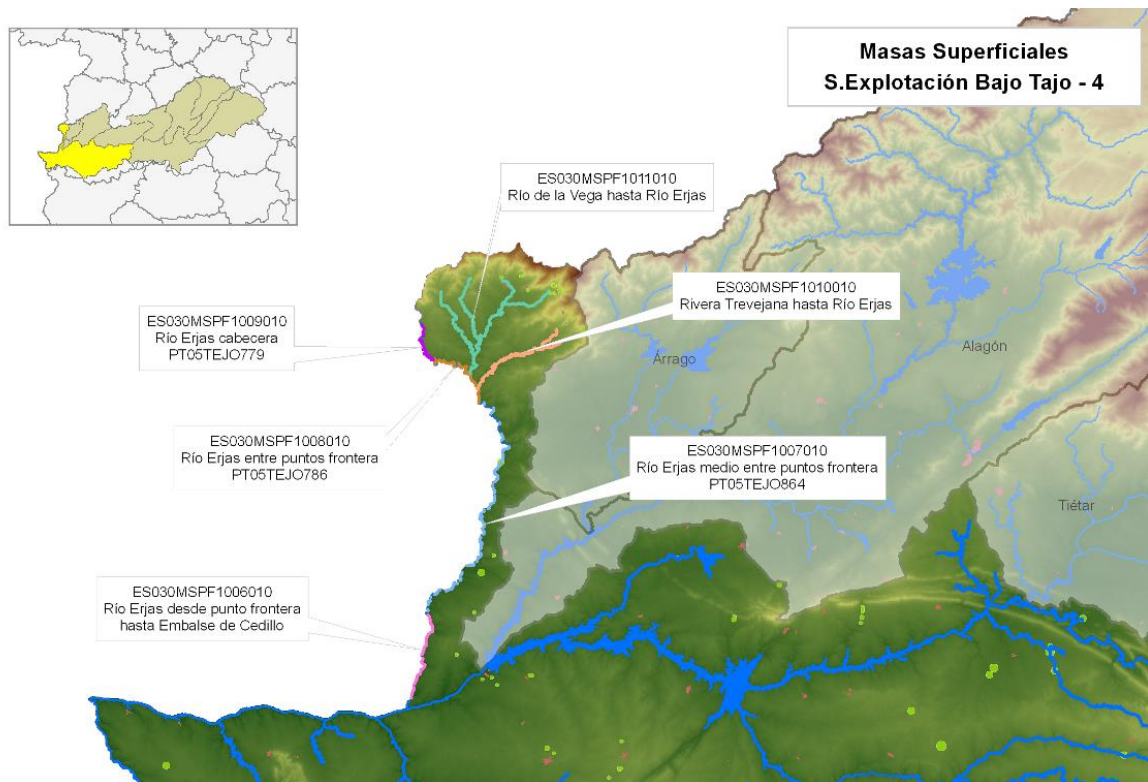 Masas Superficiales
S.Explotación Bajo Tajo - 4
ES030MSPF1011010
Río de la Vega hasta Río Erjas
ES030MSPF1010010
Rivera Trevejana hasta Río Erjas
ES030MSPF1009010
Río Erjas cabecera
PT05TEJO779
Árrago
Alagón
ES030MSPF1008010
Río Erjas entre puntos frontera
PT05TEJO786
ES030MSPF1007010
Río Erjas medio entre puntos frontera
PT05TEJO864
Tiétar
ES030MSPF1006010
Río Erjas desde punto frontera
hasta Embalse de Cedillo